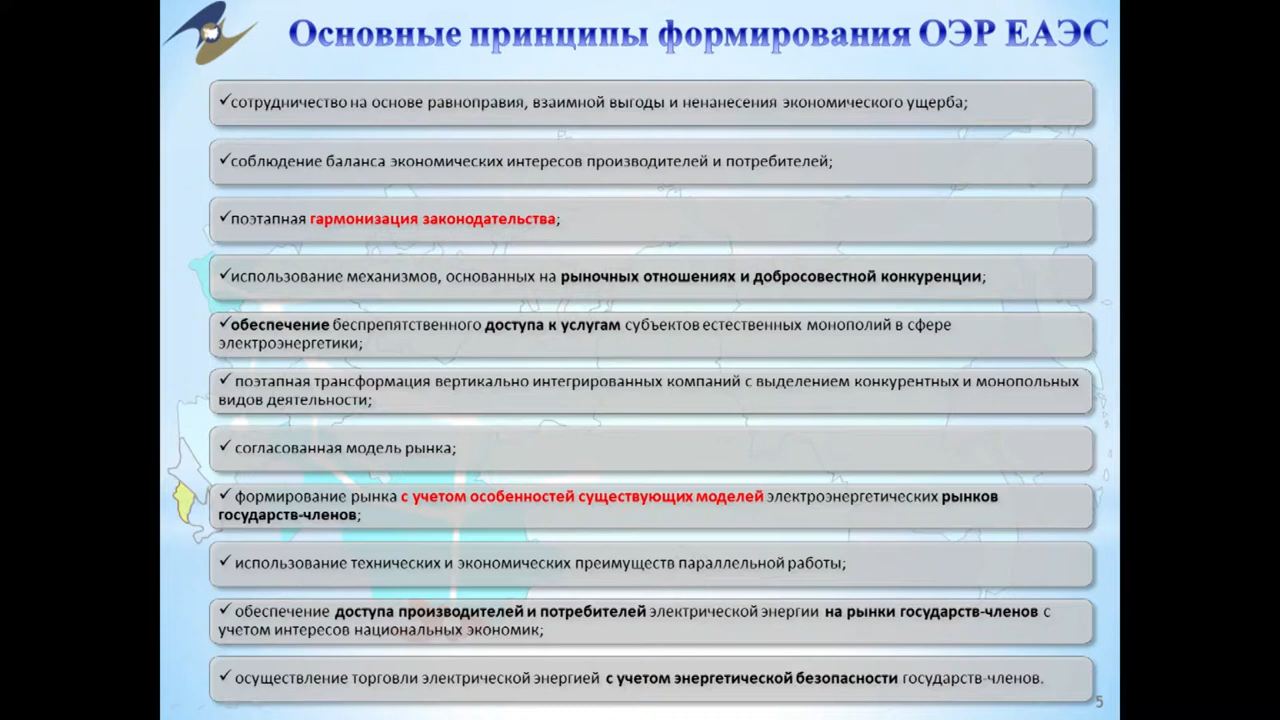 Основные принципы формирования ОЭР ЕАЭС
✓сотрудничество на основе равноправия, взаимной выгоды и ненанесения экономического ущерба;
✓соблюдение баланса экономических интересов производителей и потребителей;
✓поэтапная гармонизация законодательства;
✓использование механизмов, основанных на рыночных отношениях и добросовестной конкуренции;
✓обеспечение беспрепятственного доступа к услугам субъектов естественных монополий в сфере
электроэнергетики;
✓ поэтапная трансформация вертикально интегрированных компаний с выделением конкурентных и монопольных
видов деятельности;
✓ согласованная модель рынка;
✓ формирование рынка с учетом особенностей существующих моделей электроэнергетических рынков
государств-членов;
✓ использование технических и экономических преимуществ параллельной работы;
✓ обеспечение доступа производителей и потребителей электрической энергии на рынки государств-членов с
учетом интересов национальных экономик;
✓ осуществление торговли электрической энергией с учетом энергетической безопасности государств-членов.
5